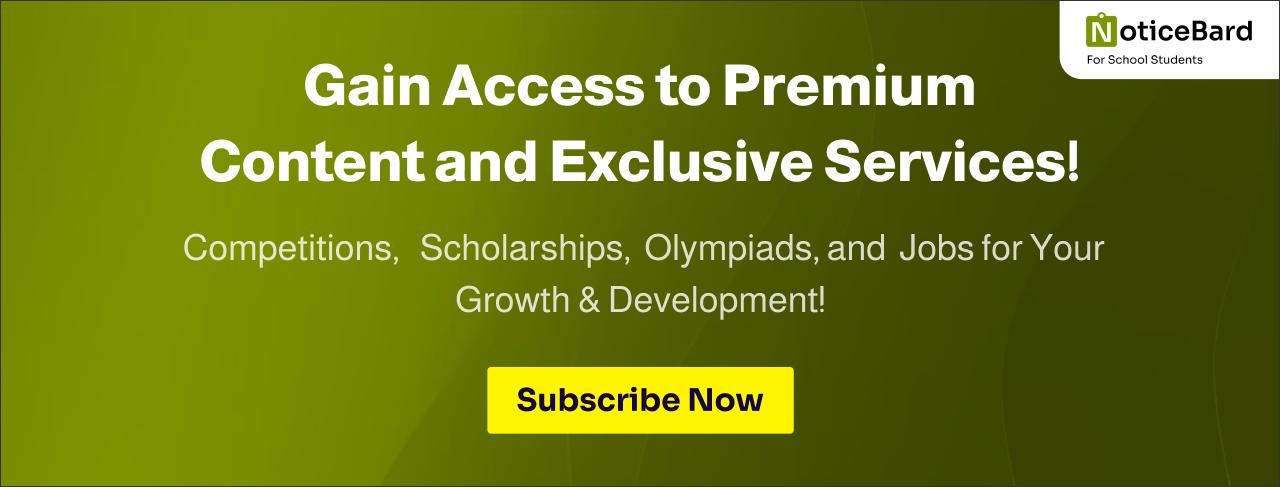 NoticeBard
For School Students
Gain Access to Premium
Content and Exclusive Services!
Competitions, Scholarships, Olympiads, and Jobs for Your
Growth & Development!
Subscribe Now